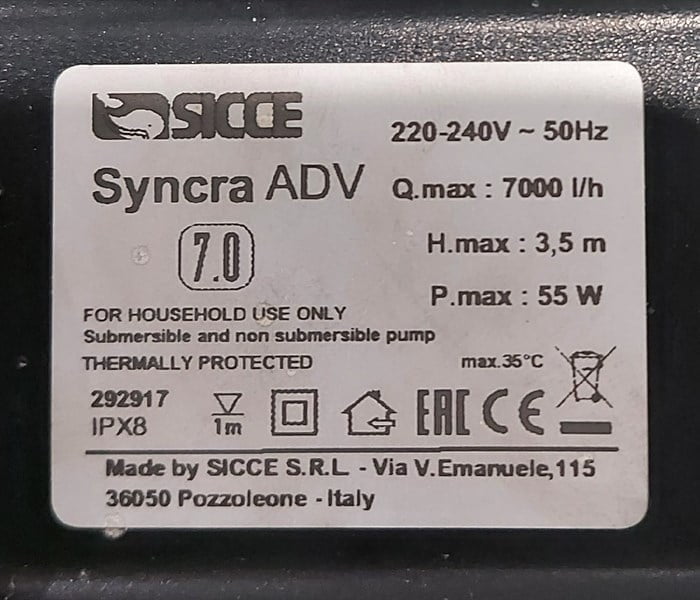 SICCE
220-240V ~ 50Hz
Syncra ADV
Q.max : 7000 l/h
7.0
H.max : 3,5 m
P.max : 55 W
FOR HOUSEHOLD USE ONLY
Submersible and non submersible pump
THERMALLY PROTECTED
max.35°C
292917
IPX8
1m
EAC CE
Made by SICCE S.R.L - Via V.Emanuele,115
36050 Pozzoleone - Italy